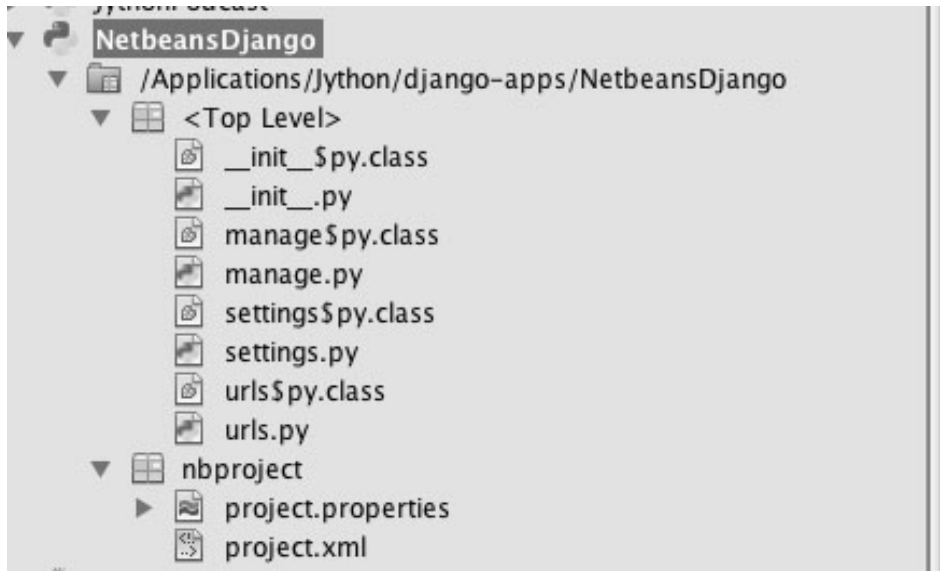 NetbeansDjango
/Applications/Jython/django-apps/NetbeansDjango
<Top Level>
__init__$py.class
__init__.py
manage$py.class
manage.py
settings$py.class
settings.py
urls$py.class
urls.py
nbproject
project.properties
project.xml